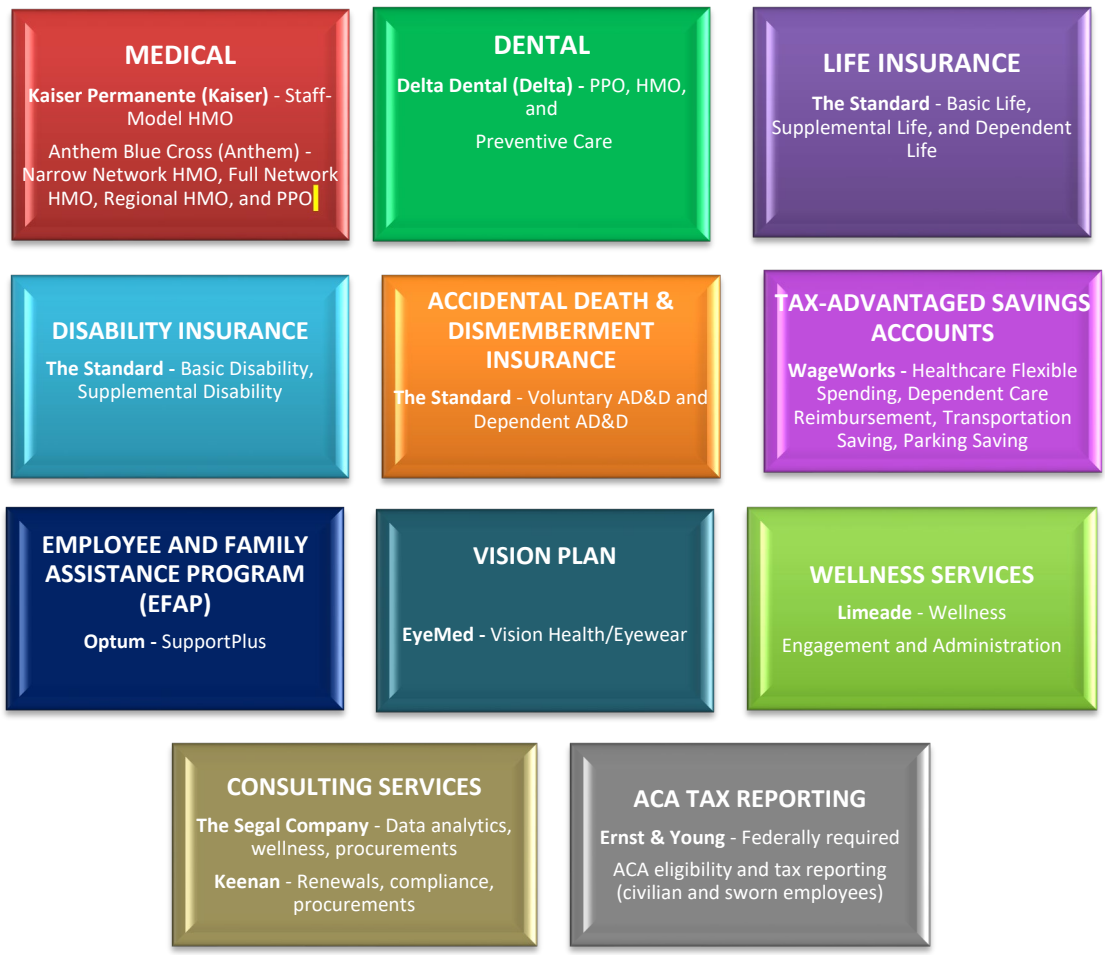 MEDICAL
Kaiser Permanente (Kaiser) - Staff-
Model HMO
Anthem Blue Cross (Anthem) -
Narrow Network HMO, Full Network
HMO, Regional HMO, and PPO
DENTAL
Delta Dental (Delta) - PPO, HMO,
and
Preventive Care
LIFE INSURANCE
The Standard - Basic Life,
Supplemental Life, and Dependent
Life
DISABILITY INSURANCE
The Standard - Basic Disability,
Supplemental Disability
ACCIDENTAL DEATH &
DISMEMBERMENT
INSURANCE
The Standard - Voluntary AD&D and
Dependent AD&D
TAX-ADVANTAGED SAVINGS
ACCOUNTS
WageWorks - Healthcare Flexible
Spending, Dependent Care
Reimbursement, Transportation
Saving, Parking Saving
EMPLOYEE AND FAMILY
ASSISTANCE PROGRAM
(EFAP)
Optum - SupportPlus
VISION PLAN
EyeMed - Vision Health/Eyewear
WELLNESS SERVICES
Limeade - Wellness
Engagement and Administration
CONSULTING SERVICES
The Segal Company - Data analytics,
wellness, procurements
Keenan - Renewals, compliance,
procurements
ACA TAX REPORTING
Ernst & Young - Federally required
ACA eligibility and tax reporting
(civilian and sworn employees)